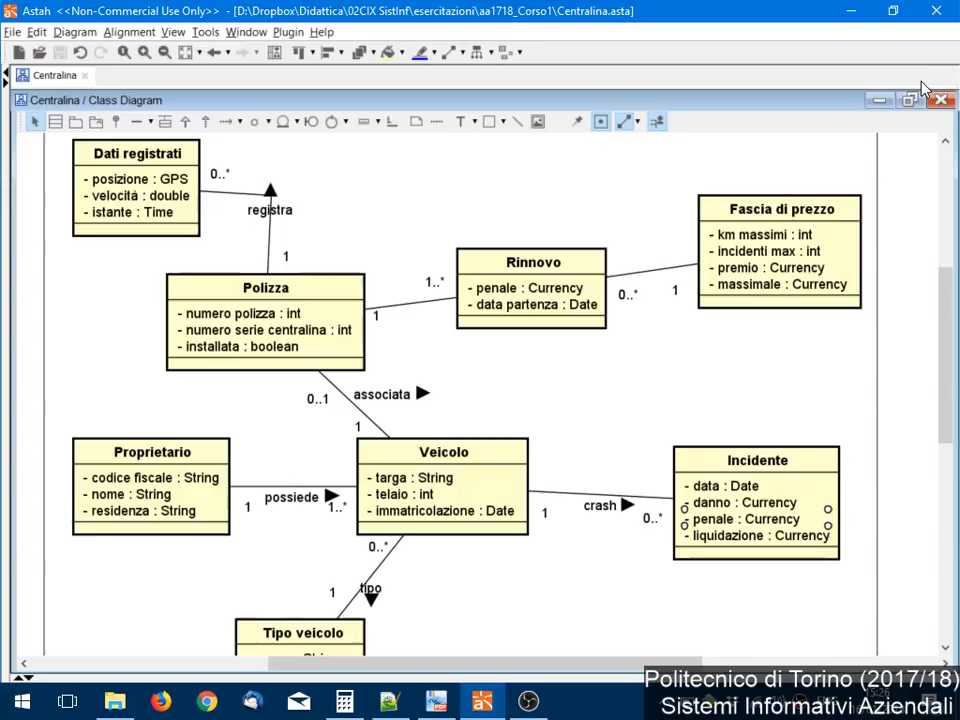 Astah <<Non-Commercial Use Only>> - [D:\Dropbox\Didattica\02CIX SistInf\esercitazioni\aa1718_Corso1\Centralina.asta]
File Edit Diagram Alignment View Tools Window Plugin Help
Centralina
Centralina / Class Diagram
Dati registrati
- posizione : GPS
- velocità : double
- istante : Time
0..*
registra
1
Fascia di prezzo
- km massimi : int
- incidenti max : int
- premio : Currency
- massimale : Currency
Rinnovo
- penale : Currency
- data partenza : Date
1..*
1
0..*
1
Polizza
- numero polizza : int
- numero serie centralina : int
- installata : boolean
0..1
associata
1
Proprietario
- codice fiscale : String
- nome : String
- residenza : String
1
possiede
1..*
Veicolo
- targa : String
- telaio : int
- immatricolazione : Date
1
crash
0..*
Incidente
- data : Date
- danno : Currency
- penale : Currency
- liquidazione : Currency
0..*
1
tipo
Tipo veicolo
Politecnico di Torino (2017/18)
Sistemi Informativi Aziendali